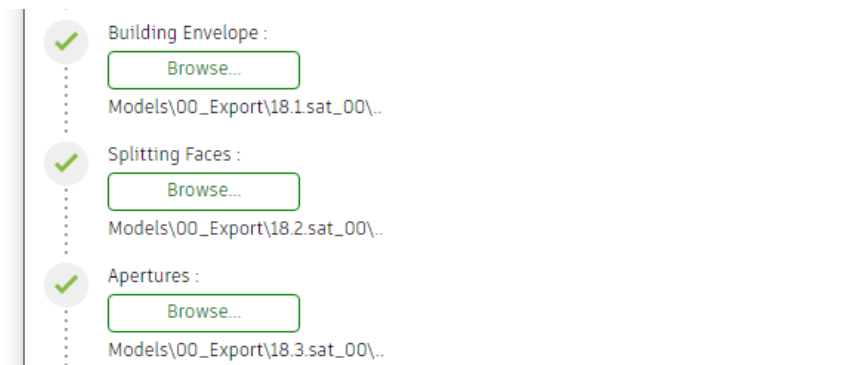 Building Envelope :
Browse...
Models\00_Export\18.1.sat_00\..
Splitting Faces :
Browse...
Models\00_Export\18.2.sat_00\..
Apertures :
Browse...
Models\00_Export\18.3.sat_00\..